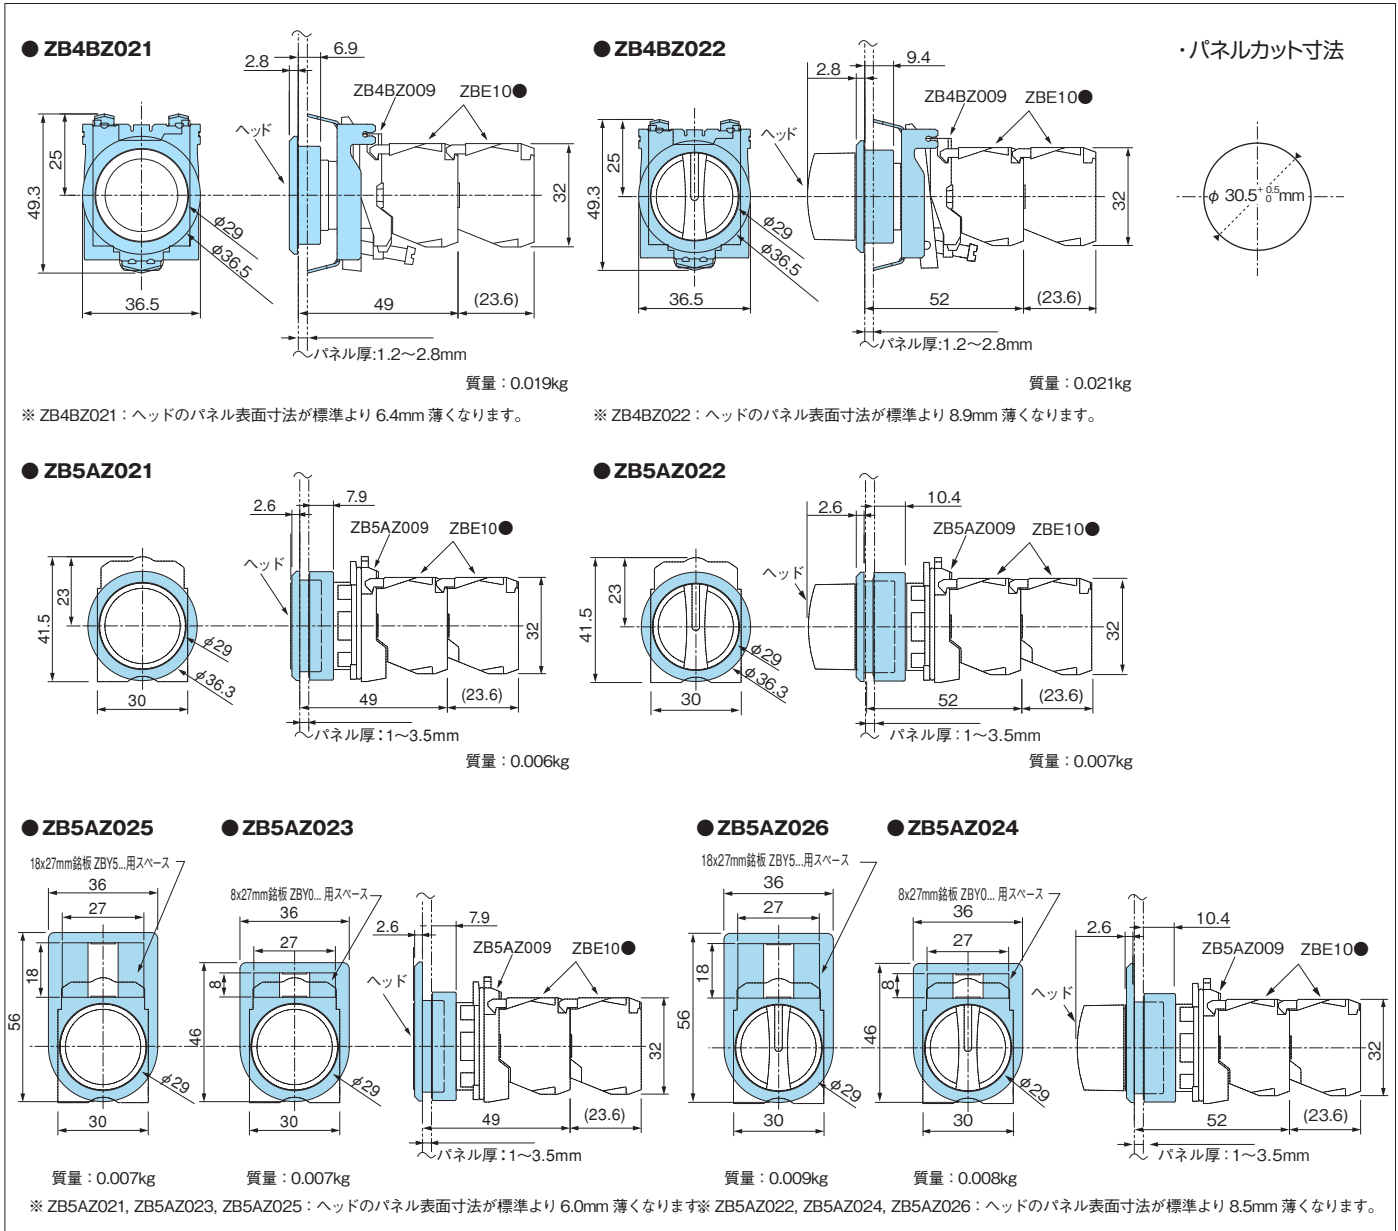 ● ZB4BZ021
2.8
6.9
ZB4BZ009
ZBE10●
ヘッド
25
49.3
φ29
φ36.5
36.5
32
49
(23.6)
パネル厚:1.2～2.8mm
質量：0.019kg
※ ZB4BZ021：ヘッドのパネル表面寸法が標準より 6.4mm 薄くなります。
● ZB4BZ022
2.8
9.4
ZB4BZ009
ZBE10●
ヘッド
25
49.3
φ29
φ36.5
36.5
32
52
(23.6)
パネル厚:1.2～2.8mm
質量：0.021kg
※ ZB4BZ022：ヘッドのパネル表面寸法が標準より 8.9mm 薄くなります。
・パネルカット寸法
φ 30.5 +0.5 0 mm
● ZB5AZ021
2.6
7.9
ZB5AZ009
ZBE10●
ヘッド
23
41.5
φ29
φ36.3
30
32
49
(23.6)
パネル厚：1～3.5mm
質量：0.006kg
● ZB5AZ022
2.6
10.4
ZB5AZ009
ZBE10●
ヘッド
23
41.5
φ29
φ36.3
30
32
52
(23.6)
パネル厚：1～3.5mm
質量：0.007kg
● ZB5AZ025
18x27mm銘板 ZBY5...用スペース
36
27
18
56
φ29
30
質量：0.007kg
● ZB5AZ023
8x27mm銘板 ZBY0... 用スペース
36
27
8
46
φ29
30
質量：0.007kg
2.6
7.9
ZB5AZ009
ZBE10●
ヘッド
32
49
(23.6)
パネル厚：1～3.5mm
● ZB5AZ026
18x27mm銘板 ZBY5...用スペース
36
27
18
56
φ29
30
質量：0.009kg
● ZB5AZ024
8x27mm銘板 ZBY0... 用スペース
36
27
8
46
φ29
30
質量：0.008kg
2.6
10.4
ZB5AZ009
ZBE10●
ヘッド
32
52
(23.6)
パネル厚：1～3.5mm
※ ZB5AZ021, ZB5AZ023, ZB5AZ025：ヘッドのパネル表面寸法が標準より 6.0mm 薄くなります
※ ZB5AZ022, ZB5AZ024, ZB5AZ026：ヘッドのパネル表面寸法が標準より 8.5mm 薄くなります。